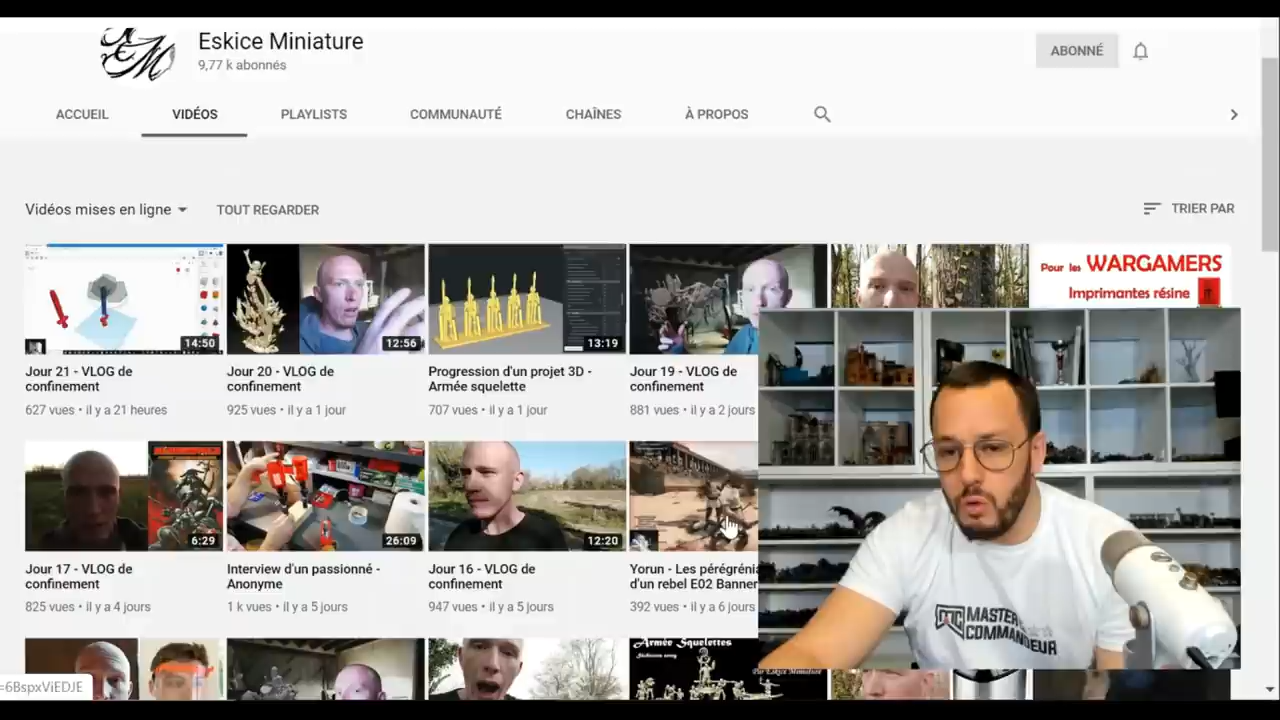 Eskice Miniature
9,77 k abonnés
ABONNÉ
ACCUEIL VIDÉOS PLAYLISTS COMMUNAUTÉ CHAÎNES À PROPOS
Vidéos mises en ligne TOUT REGARDER TRIER PAR
Pour les WARGAMERS
Imprimantes résine
14:50 12:56 13:19
Jour 21 - VLOG de confinement
627 vues • il y a 21 heures
Jour 20 - VLOG de confinement
925 vues • il y a 1 jour
Progression d'un projet 3D -
Armée squelette
707 vues • il y a 1 jour
Jour 19 - VLOG de confinement
881 vues • il y a 2 jours
6:29 26:09 12:20
Jour 17 - VLOG de confinement
825 vues • il y a 4 jours
Interview d'un passionné -
Anonyme
1 k vues • il y a 5 jours
Jour 16 - VLOG de confinement
947 vues • il y a 5 jours
Yorun - Les pérégrinia
d'un rebel E02 Banner
392 vues • il y a 6 jours
MASTER
COMMANDEUR
Armée Squelettes
Par Eskice Miniature
=6BspxViEDJE